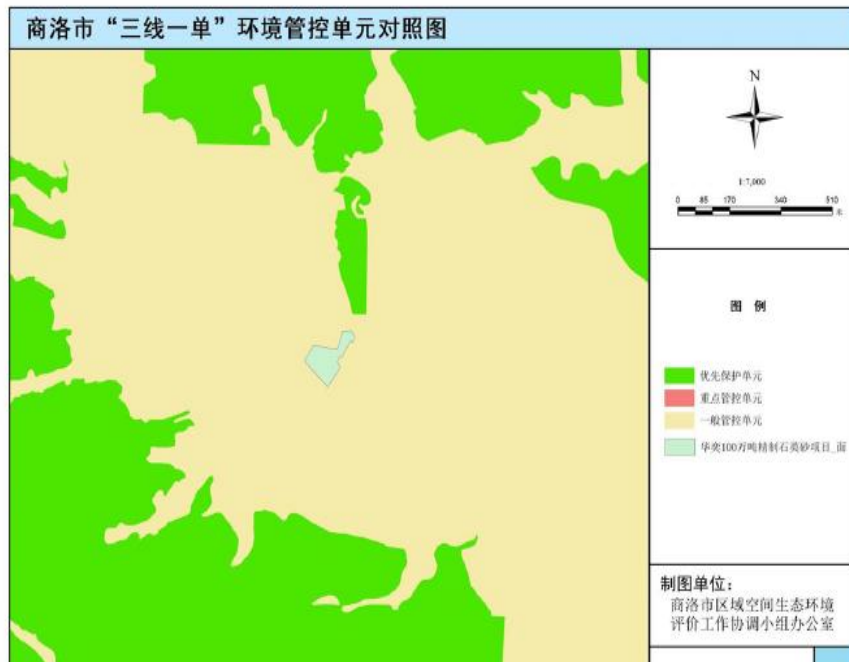 商洛市“三线一单”环境管控单元对照图
N
1:7,000
0 85 170 340 510
米
图 例
优先保护单元
重点管控单元
一般管控单元
华奕100万吨精制石英砂项目_面
制图单位：
商洛市区域空间生态环境
评价工作协调小组办公室